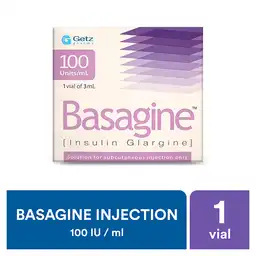 Getz
pharma
100
Units/mL
1 vial of 3mL
Basagine™
[Insulin Glargine]
Solution for subcutaneous injection only
BASAGINE INJECTION
100 IU / ml
1
vial